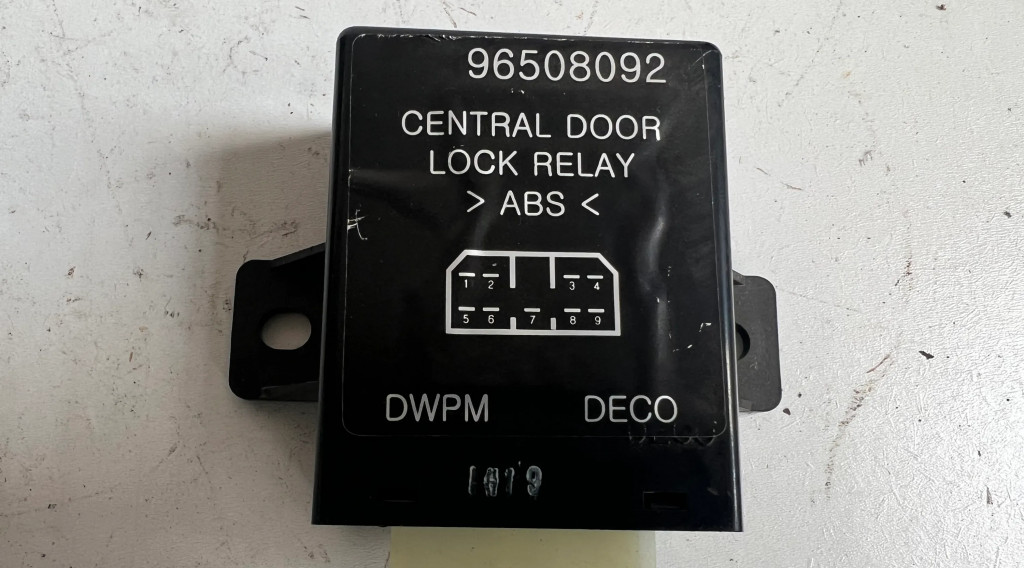 96508092
CENTRAL DOOR
LOCK RELAY
> ABS <
1 2 3 4
5 6 7 8 9
DWPM DECO